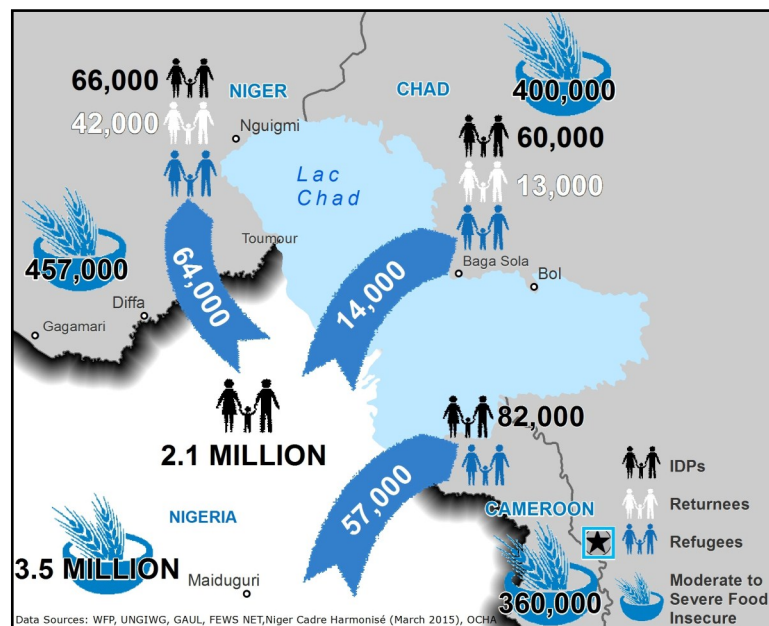 66,000
NIGER
CHAD
400,000
42,000
Nguigmi
60,000
Lac
Chad
13,000
457,000
Toumour
64,000
14,000
Baga Sola
Bol
Diffa
Gagamari
2.1 MILLION
82,000
57,000
NIGERIA
CAMEROON
3.5 MILLION
Maiduguri
360,000
IDPs
Returnees
Refugees
Moderate to
Severe Food
Insecure
Data Sources: WFP, UNGIWG, GAUL, FEWS NET,Niger Cadre Harmonisé (March 2015), OCHA